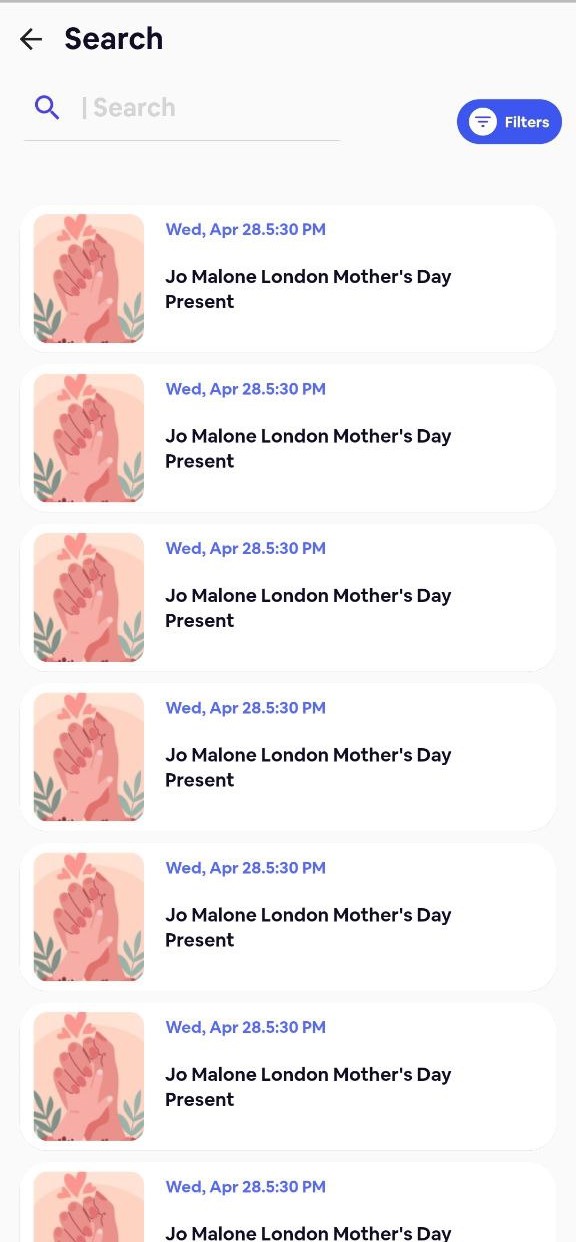 Search
| Search
Filters
Wed, Apr 28.5:30 PM
Jo Malone London Mother's Day
Present
Wed, Apr 28.5:30 PM
Jo Malone London Mother's Day
Present
Wed, Apr 28.5:30 PM
Jo Malone London Mother's Day
Present
Wed, Apr 28.5:30 PM
Jo Malone London Mother's Day
Present
Wed, Apr 28.5:30 PM
Jo Malone London Mother's Day
Present
Wed, Apr 28.5:30 PM
Jo Malone London Mother's Day
Present
Wed, Apr 28.5:30 PM
Jo Malone London Mother's Day